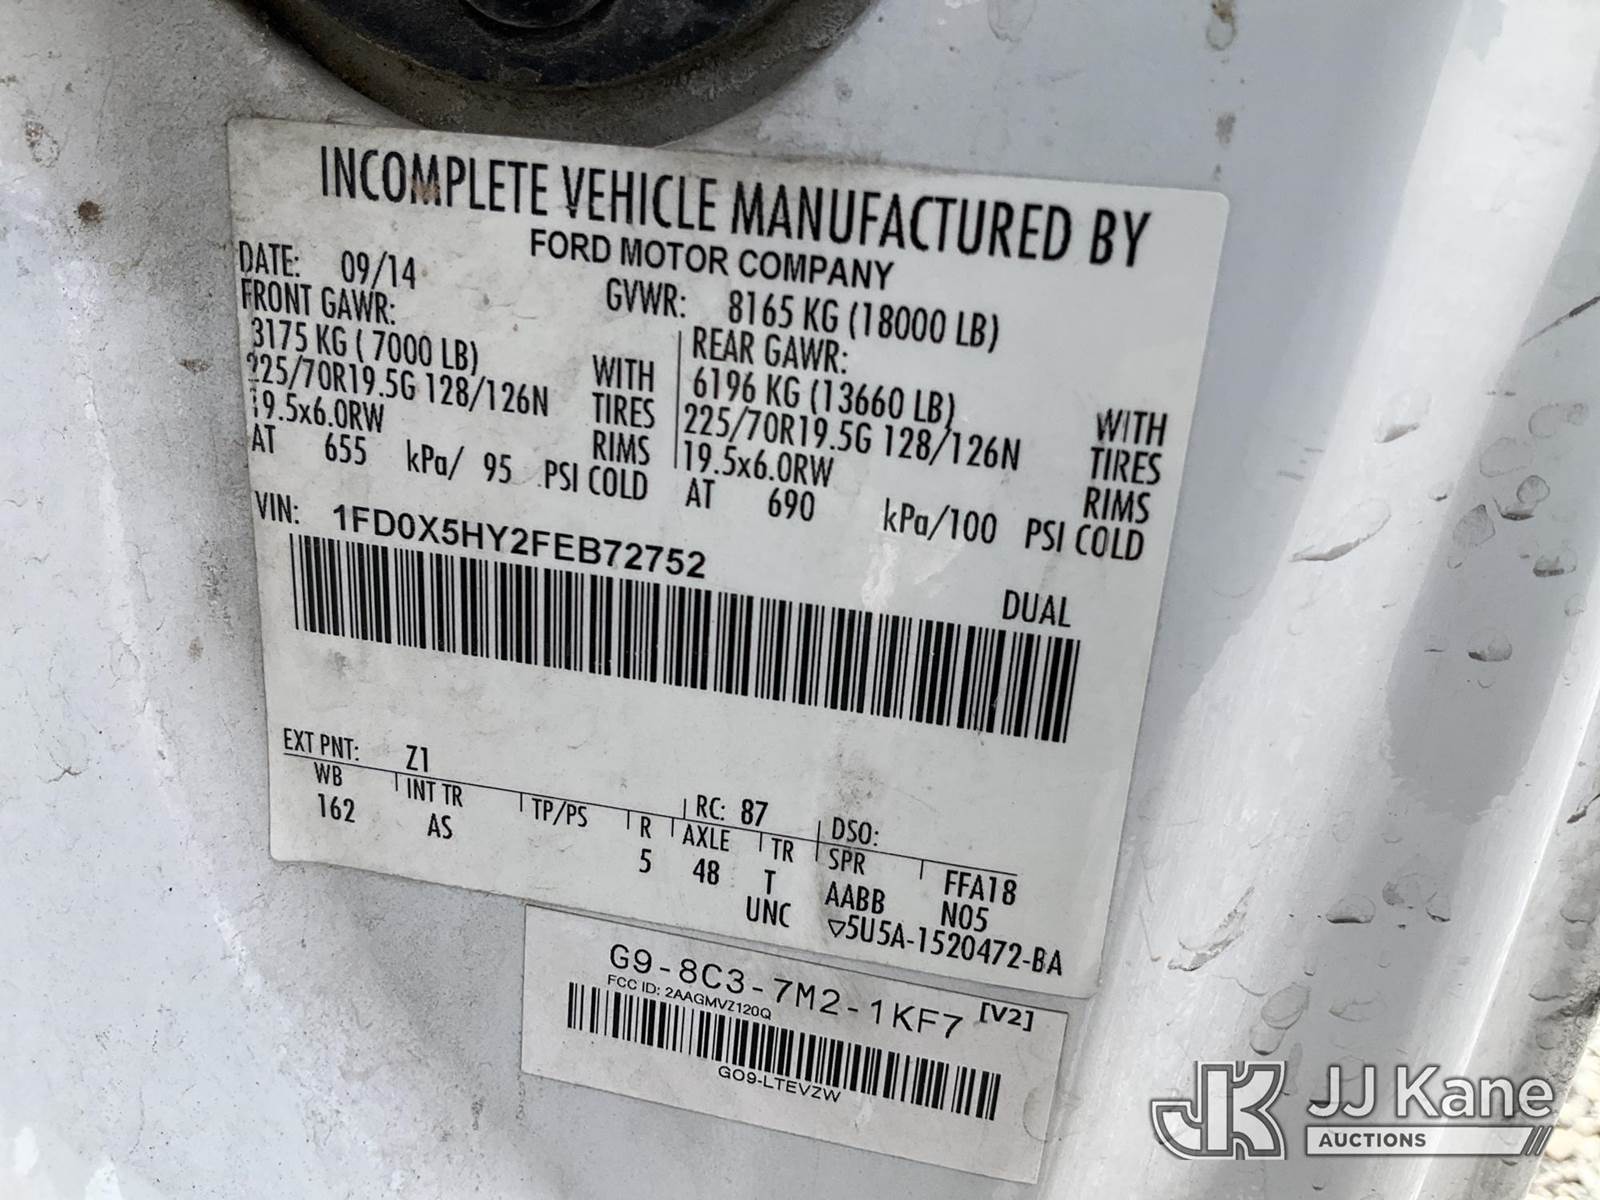 INCOMPLETE VEHICLE MANUFACTURED BY
FORD MOTOR COMPANY
DATE: 09/14
GVWR: 8165 KG (18000 LB)
FRONT GAWR:
3175 KG ( 7000 LB)
WITH
225/70R19.5G 128/126N
TIRES
19.5x6.0RW
RIMS
AT 655 kPa/ 95 PSI COLD
REAR GAWR:
6196 KG (13660 LB)
WITH
225/70R19.5G 128/126N
TIRES
19.5x6.0RW
RIMS
AT 690 kPa/100 PSI COLD
VIN: 1FD0X5HY2FEB72752
DUAL
EXT PNT: Z1
RC: 87
DSO:
WB INT TR TP/PS R AXLE TR SPR FFA18
162 AS 5 48 T AABB N05
UNC ▽5U5A-1520472-BA
G9-8C3-7M2-1KF7 [V2]
FCC ID: 2AAGMVZ120Q
GO9-LTEVZW
JK JJ Kane
AUCTIONS